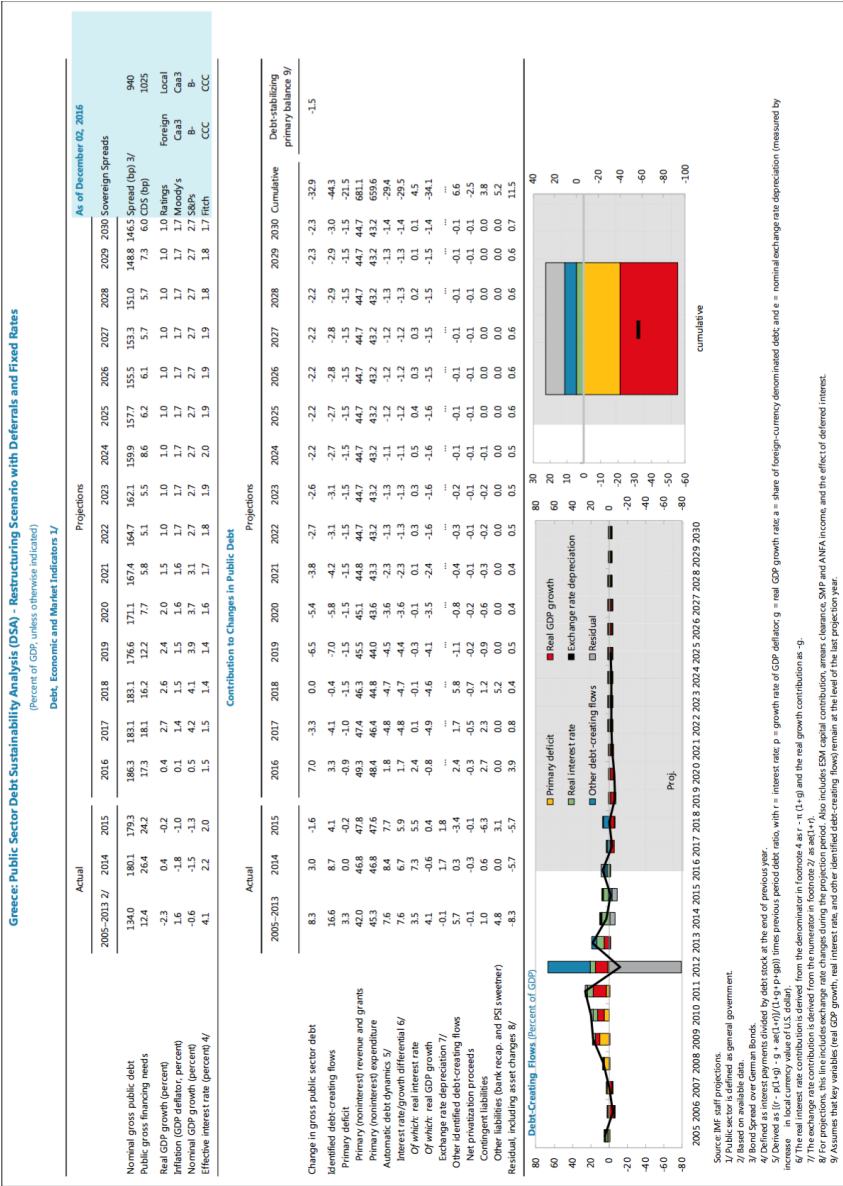 Greece: Public Sector Debt Sustainability Analysis (DSA) - Restructuring Scenario with Deferrals and Fixed Rates
(Percent of GDP, unless otherwise indicated)
Debt, Economic and Market Indicators 1/
Actual Projections As of December 02, 2016
2005-2013 2/ 2014 2015 2016 2017 2018 2019 2020 2021 2022 2023 2024 2025 2026 2027 2028 2029 2030 Sovereign Spreads
Nominal gross public debt 134.0 180.1 179.3 186.3 183.1 183.1 176.6 171.1 167.4 164.7 162.1 159.9 157.7 155.5 153.3 151.0 148.8 146.5 Spread (bp) 3/ 940
Public gross financing needs 12.4 26.4 24.2 17.3 18.1 16.2 12.2 7.7 5.8 5.1 5.5 8.6 6.2 6.1 5.7 5.7 7.3 6.0 CDS (bp) 1025
Real GDP growth (percent) -2.3 0.4 -0.2 0.4 2.7 2.6 2.4 2.0 1.5 1.0 1.0 1.0 1.0 1.0 1.0 1.0 1.0 1.0 Ratings Foreign Local
Inflation (GDP deflator, percent) 1.6 -1.8 -1.0 0.1 1.4 1.5 1.5 1.6 1.6 1.7 1.7 1.7 1.7 1.7 1.7 1.7 1.7 1.7 Moody's Caa3 Caa3
Nominal GDP growth (percent) -0.6 -1.5 -1.3 0.5 4.2 4.1 3.9 3.7 3.1 2.7 2.7 2.7 2.7 2.7 2.7 2.7 2.7 2.7 S&Ps B- B-
Effective interest rate (percent) 4/ 4.1 2.2 2.0 1.5 1.5 1.4 1.4 1.6 1.7 1.8 1.9 2.0 1.9 1.9 1.9 1.8 1.8 1.7 Fitch CCC CCC
Contribution to Changes in Public Debt
Actual Projections
2005-2013 2014 2015 2016 2017 2018 2019 2020 2021 2022 2023 2024 2025 2026 2027 2028 2029 2030 Cumulative Debt-stabilizing
primary balance 9/
Change in gross public sector debt 8.3 3.0 -1.6 7.0 -3.3 0.0 -6.5 -5.4 -3.8 -2.7 -2.6 -2.2 -2.2 -2.2 -2.2 -2.2 -2.3 -2.3 -32.9 -1.5
Identified debt-creating flows 16.6 8.7 4.1 3.3 -4.1 -0.4 -7.0 -5.8 -4.2 -3.1 -3.1 -2.7 -2.7 -2.8 -2.8 -2.9 -2.9 -3.0 -44.3
Primary deficit 3.3 0.0 -0.2 -0.9 -1.0 -1.5 -1.5 -1.5 -1.5 -1.5 -1.5 -1.5 -1.5 -1.5 -1.5 -1.5 -1.5 -1.5 -21.5
Primary (noninterest) revenue and grants 42.0 46.8 47.8 49.3 47.4 46.3 45.5 45.1 44.8 44.7 44.7 44.7 44.7 44.7 44.7 44.7 44.7 44.7 681.1
Primary (noninterest) expenditure 45.3 46.8 47.6 48.4 46.4 44.8 44.0 43.6 43.3 43.2 43.2 43.2 43.2 43.2 43.2 43.2 43.2 43.2 659.6
Automatic debt dynamics 5/ 7.6 8.4 7.7 1.8 -4.8 -4.7 -4.5 -3.6 -2.3 -1.3 -1.3 -1.1 -1.2 -1.2 -1.2 -1.3 -1.3 -1.4 -29.4
Interest rate/growth differential 6/ 7.6 6.7 5.9 1.7 -4.8 -4.7 -4.4 -3.6 -2.3 -1.3 -1.3 -1.1 -1.2 -1.2 -1.2 -1.3 -1.3 -1.4 -29.5
Of which: real interest rate 3.5 7.3 5.5 2.4 0.1 -0.1 -0.3 -0.1 0.1 0.3 0.3 0.5 0.4 0.3 0.3 0.2 0.1 0.1 4.5
Of which: real GDP growth 4.1 -0.6 0.4 -0.8 -4.9 -4.6 -4.1 -3.5 -2.4 -1.6 -1.6 -1.6 -1.6 -1.5 -1.5 -1.5 -1.5 -1.4 -34.1
Exchange rate depreciation 7/ -0.1 1.7 1.8 ... ... ... ... ... ... ... ... ... ... ... ... ... ... ... ...
Other identified debt-creating flows 5.7 0.3 -3.4 2.4 1.7 5.8 -1.1 -0.8 -0.4 -0.3 -0.2 -0.1 -0.1 -0.1 -0.1 -0.1 -0.1 -0.1 6.6
Net privatization proceeds -0.1 -0.3 -0.1 -0.3 -0.5 -0.7 -0.2 -0.2 -0.1 -0.1 -0.1 -0.1 -0.1 -0.1 -0.1 -0.1 -0.1 -0.1 -2.5
Contingent liabilities 1.0 0.6 -6.3 2.7 2.3 1.2 -0.9 -0.6 -0.3 -0.2 -0.2 -0.1 0.0 0.0 0.0 0.0 0.0 0.0 3.8
Other liabilities (bank recap. and PSI sweetner) 4.8 0.0 3.1 0.0 0.0 5.2 0.0 0.0 0.0 0.0 0.0 0.0 0.0 0.0 0.0 0.0 0.0 0.0 5.2
Residual, including asset changes 8/ -8.3 -5.7 -5.7 3.9 0.8 0.4 0.5 0.4 0.4 0.5 0.5 0.5 0.6 0.6 0.6 0.6 0.6 0.7 11.5
Debt-Creating Flows (Percent of GDP)
80 60 40 20 0 -20 -40 -60 -80
Primary deficit Real GDP growth
Real interest rate Exchange rate depreciation
Other debt-creating flows Residual
Proj.
2005 2006 2007 2008 2009 2010 2011 2012 2013 2014 2015 2016 2017 2018 2019 2020 2021 2022 2023 2024 2025 2026 2027 2028 2029 2030
80 60 40 20 0 -20 -40 -60 -80
30 20 10 0 -10 -20 -30 -40 -50 -60
40 20 0 -20 -40 -60 -80 -100
cumulative
Source: IMF staff projections.
1/ Public sector is defined as general government.
2/ Based on available data.
3/ Bond Spread over German Bonds.
4/ Defined as interest payments divided by debt stock at the end of previous year.
5/ Derived as [(r - p(1+g) - g + ae(1+r)]/(1+g+p+gp)) times previous period debt ratio, with r = interest rate; p = growth rate of GDP deflator; g = real GDP growth rate; a = share of foreign-currency denominated debt; and e = nominal exchange rate depreciation (measured by
increase in local currency value of U.S. dollar).
6/ The real interest rate contribution is derived from the denominator in footnote 4 as r - π (1+g) and the real growth contribution as -g.
7/ The exchange rate contribution is derived from the numerator in footnote 2/ as ae(1+r).
8/ For projections, this line includes exchange rate changes during the projection period. Also includes ESM capital contribution, arrears clearance, SMP and ANFA income, and the effect of deferred interest.
9/ Assumes that key variables (real GDP growth, real interest rate, and other identified debt-creating flows) remain at the level of the last projection year.